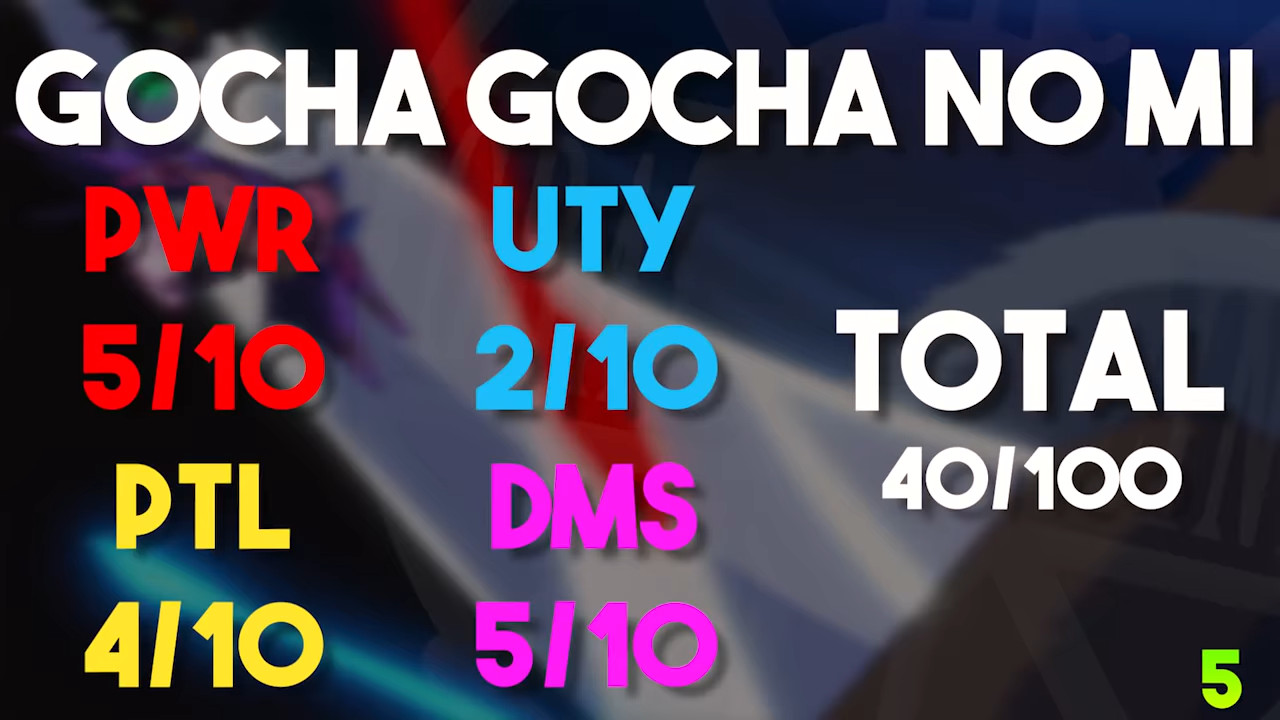 GOCHA GOCHA NO MI
PWR
5/10
UTY
2/10
PTL
4/10
DMS
5/10
TOTAL
40/100
5